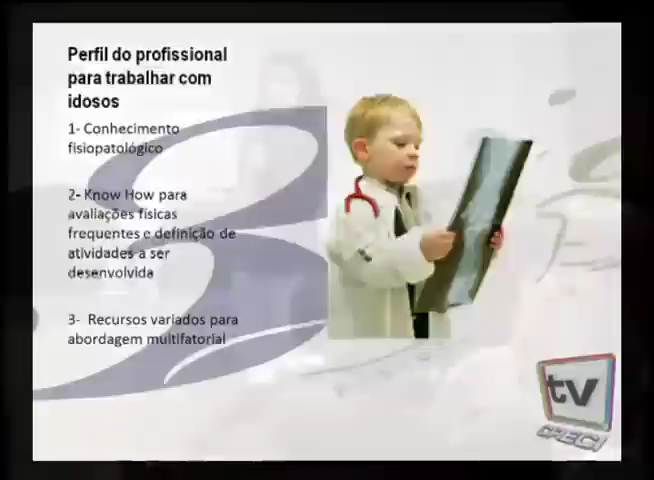 Perfil do profissional
para trabalhar com
idosos
1- Conhecimento
fisiopatológico
2- Know How para
avaliações físicas
frequentes e definição de
atividades a ser
desenvolvida
3- Recursos variados para
abordagem multifatorial
tv
CRECI